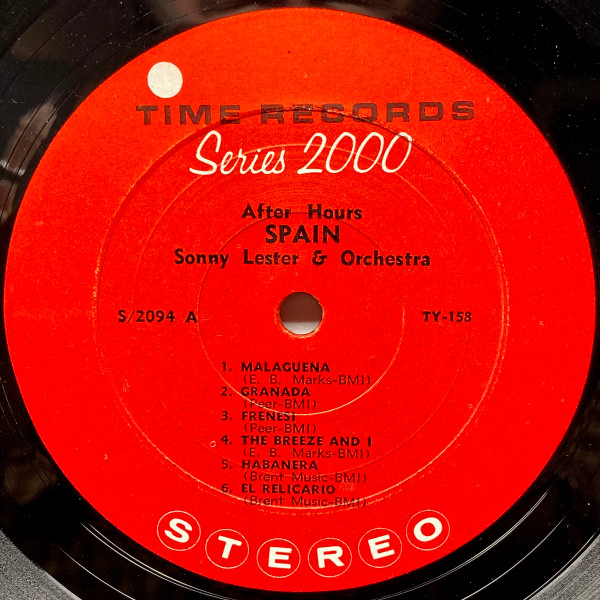 TIME RECORDS
Series 2000
After Hours
SPAIN
Sonny Lester & Orchestra
S/2094 A
TY-158
1. MALAGUENA
(E. B. Marks-BMI)
2. GRANADA
(Peer-BMI)
3. FRENESI
(Peer-BMI)
4. THE BREEZE AND I
(E. B. Marks-BMI)
5. HABANERA
(Brent Music-BMI)
6. EL RELICARIO
(Brent Music-BMI)
STEREO